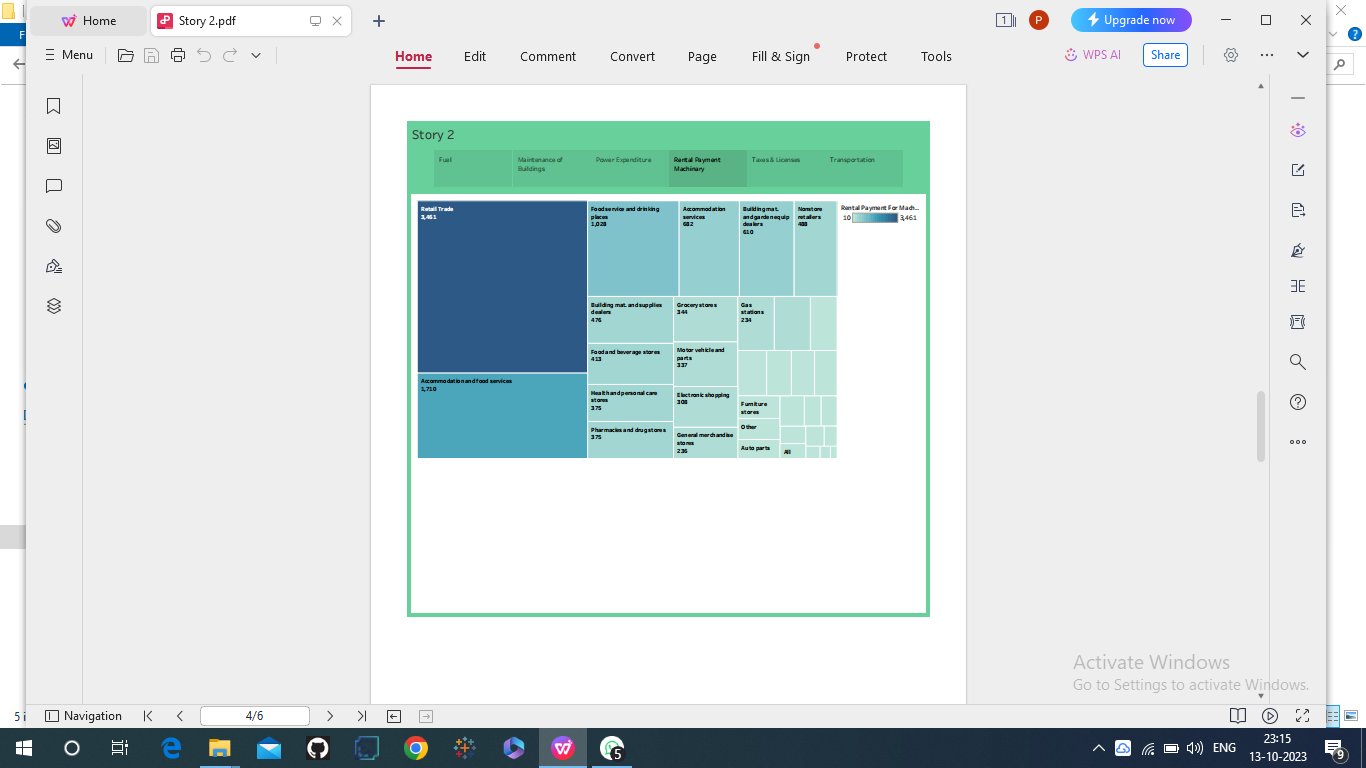 Home
Story 2.pdf
1
P
Upgrade now
F
Menu
Home
Edit
Comment
Convert
Page
Fill & Sign
Protect
Tools
WPS AI
Share
Story 2
Fuel
Maintenance of
Buildings
Power Expenditure
Rental Payment
Machinery
Taxes & Licenses
Transportation
Retail Trade
3,461
Food service and drinking
places
1,028
Accommodation
services
682
Building mat.
and garden equip
dealers
610
Nonstore
retailers
488
Rental Payment For Mach..
10
3,461
Building mat. and supplies
dealers
476
Grocery stores
344
Gas
stations
234
Food and beverage stores
413
Motor vehicle and
parts
337
Accommodation and food services
1,710
Health and personal care
stores
375
Electronic shopping
308
Furniture
stores
Pharmacies and drug stores
375
General merchandise
stores
236
Other
Auto parts
All
Activate Windows
Go to Settings to activate Windows.
5 i
Navigation
4/6
5
ENG
23:15
13-10-2023
9